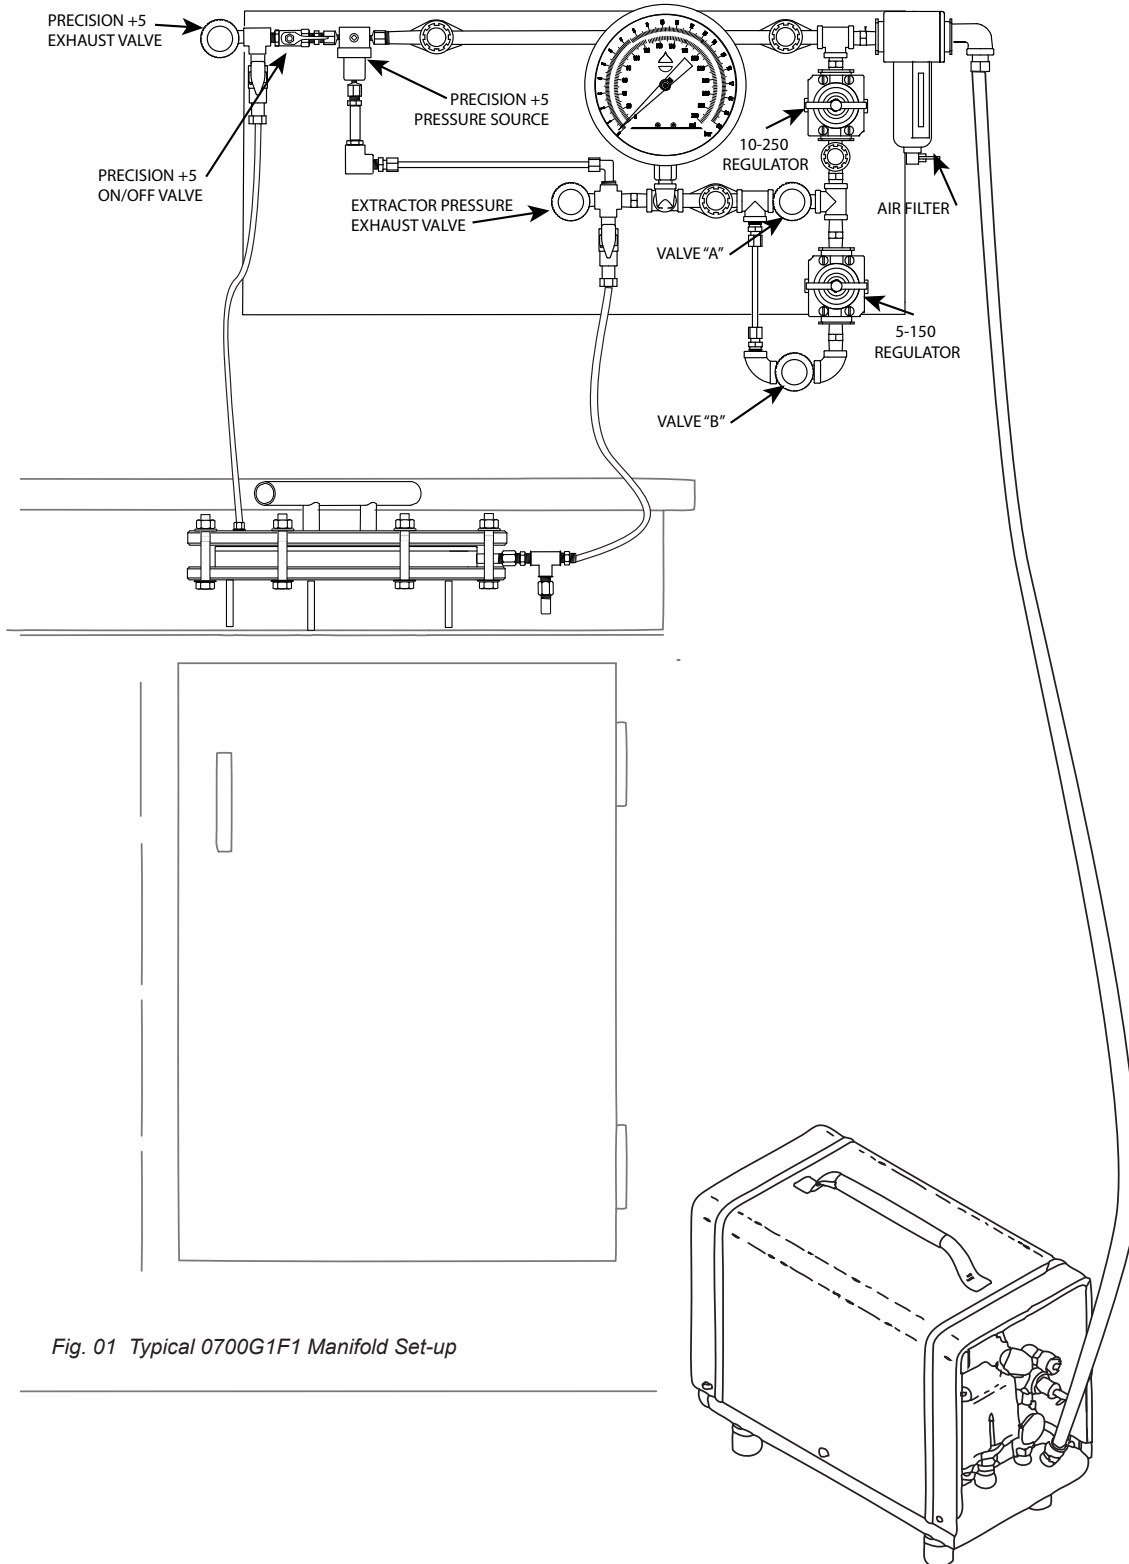 PRECISION +5
EXHAUST VALVE
PRECISION +5
PRESSURE SOURCE
PRECISION +5
ON/OFF VALVE
EXTRACTOR PRESSURE
EXHAUST VALVE
10-250
REGULATOR
AIR FILTER
VALVE "A"
5-150
REGULATOR
VALVE "B"
Fig. 01 Typical 0700G1F1 Manifold Set-up